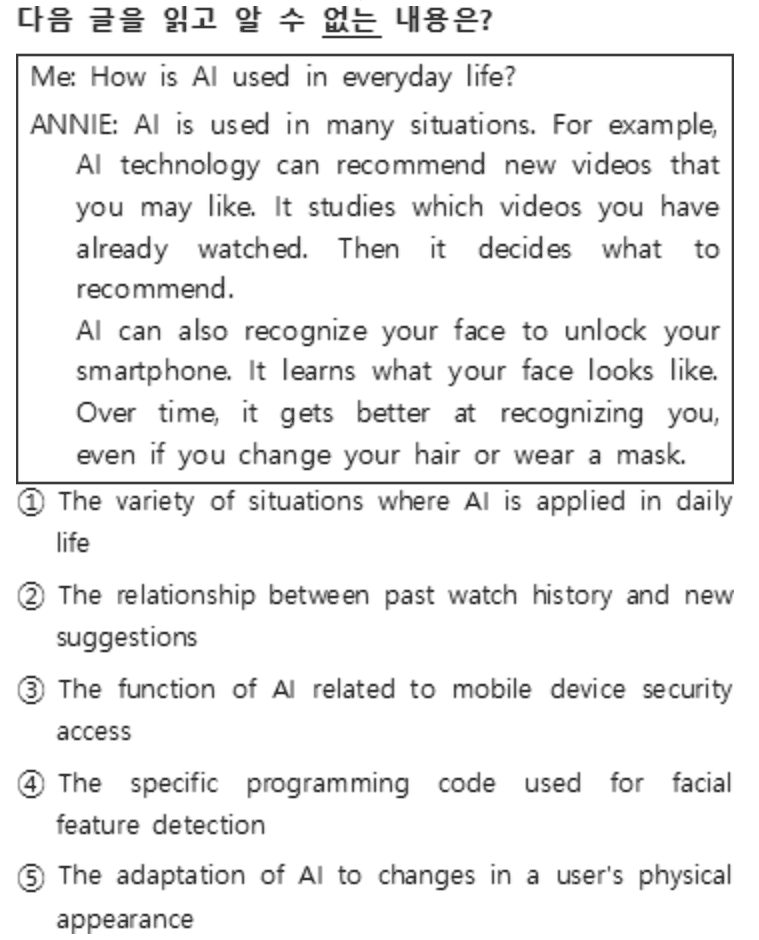 다음 글을 읽고 알 수 없는 내용은?
Me: How is AI used in everyday life?
ANNIE: AI is used in many situations. For example,
AI technology can recommend new videos that
you may like. It studies which videos you have
already watched. Then it decides what to
recommend.
AI can also recognize your face to unlock your
smartphone. It learns what your face looks like.
Over time, it gets better at recognizing you,
even if you change your hair or wear a mask.
① The variety of situations where AI is applied in daily
life
② The relationship between past watch history and new
suggestions
③ The function of AI related to mobile device security
access
④ The specific programming code used for facial
feature detection
⑤ The adaptation of AI to changes in a user's physical
appearance